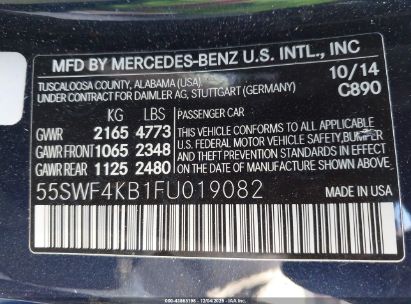 MFD BY MERCEDES-BENZ U.S. INTL., INC
TUSCALOOSA COUNTY, ALABAMA (USA) 10/14
UNDER CONTRACT FOR DAIMLER AG, STUTTGART (GERMANY) C890
KG LBS PASSENGER CAR
GVWR 2165 4773 THIS VEHICLE CONFORMS TO ALL APPLICABLE
GAWR FRONT 1065 2348 U.S. FEDERAL MOTOR VEHICLE SAFETY, BUMPER
GAWR REAR 1125 2480 AND THEFT PREVENTION STANDARDS IN EFFECT
ON THE DATE OF MANUFACTURE SHOWN ABOVE
55SWF4KB1FU019082